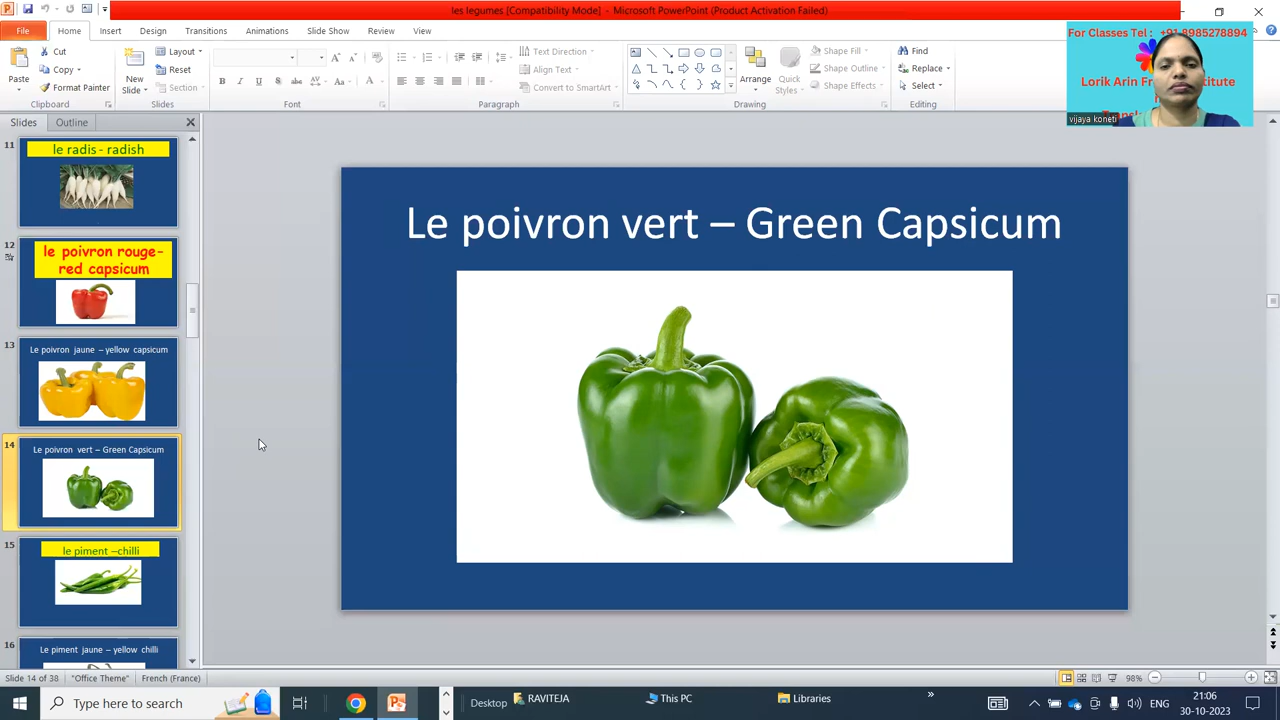 les legumes [Compatibility Mode] - Microsoft PowerPoint (Product Activation Failed)
File Home Insert Design Transitions Animations Slide Show Review View
For Classes Tel : +91 8985278894
Lorik Arin
vijaya koneti
Paste
Cut
Copy
Format Painter
Clipboard
New Slide
Layout
Reset
Section
Slides
Font
Text Direction
Align Text
Convert to SmartArt
Paragraph
Arrange
Quick Styles
Shape Fill
Shape Outline
Shape Effects
Drawing
Find
Replace
Select
Editing
Slides Outline
11
le radis - radish
12
le poivron rouge-
red capsicum
13
Le poivron jaune – yellow capsicum
14
Le poivron vert – Green Capsicum
15
le piment –chilli
16
Le piment jaune – yellow chilli
Le poivron vert – Green Capsicum
Slide 14 of 38 "Office Theme" French (France) 98%
Type here to search
Desktop RAVITEJA This PC Libraries
ENG
21:06
30-10-2023